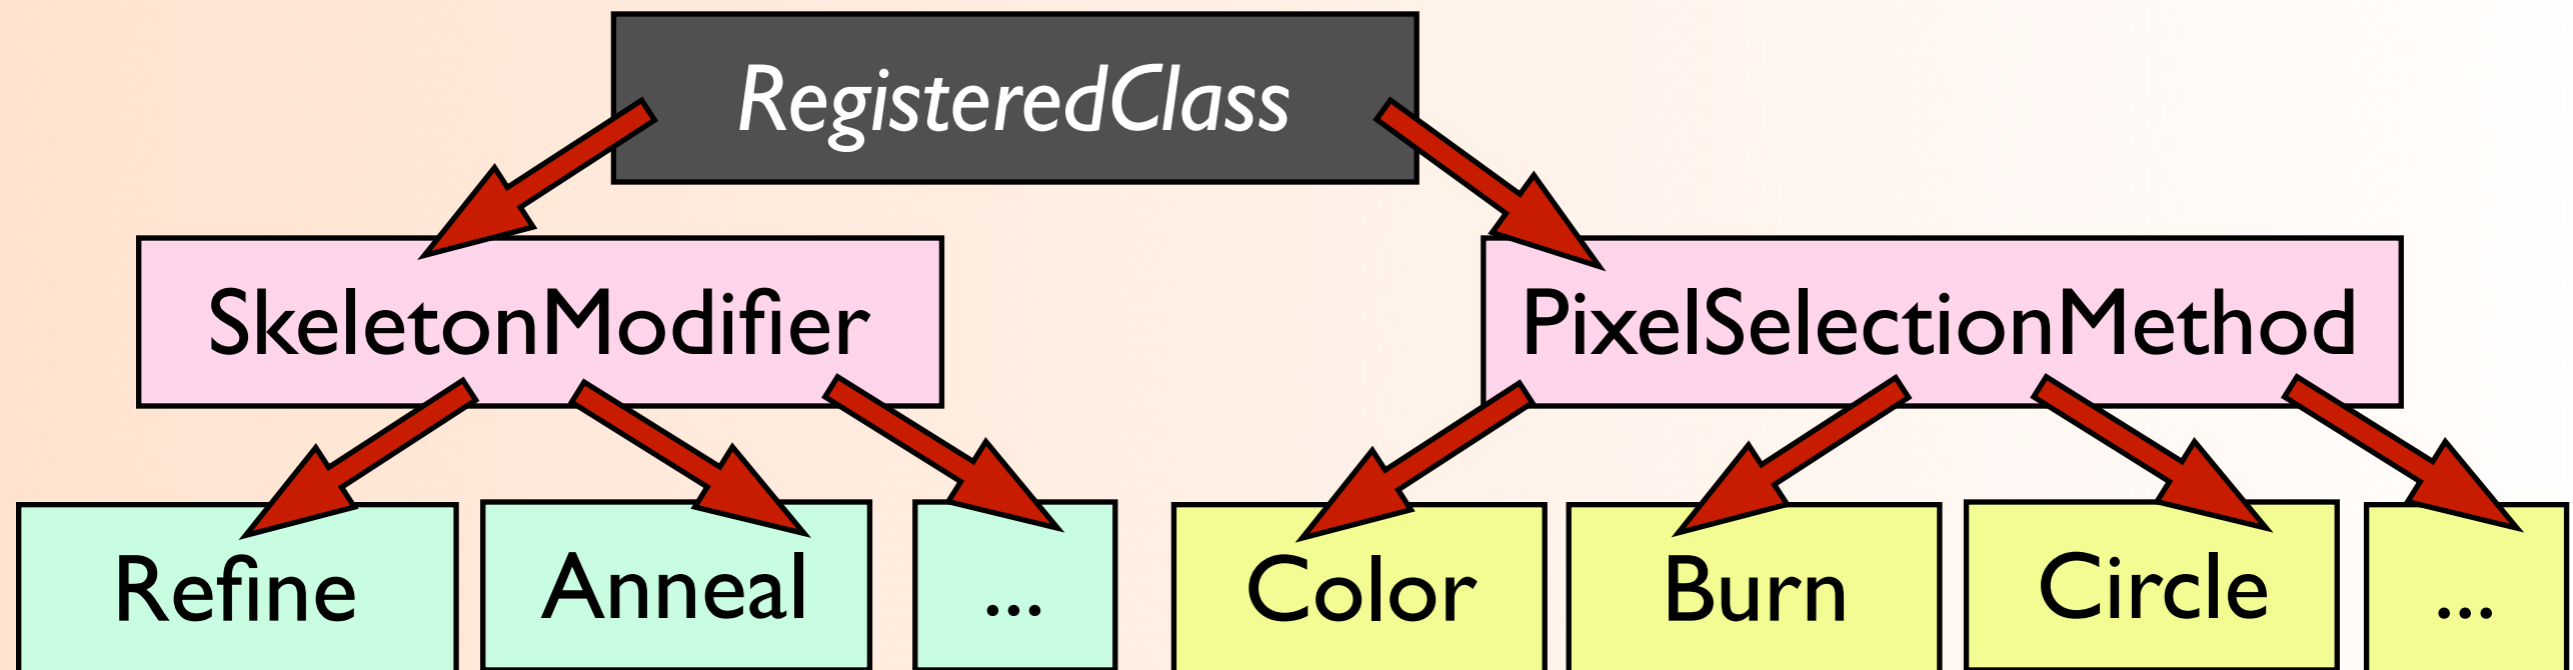 RegisteredClass
SkeletonModifier
PixelSelectionMethod
Refine
Anneal
...
Color
Burn
Circle
...